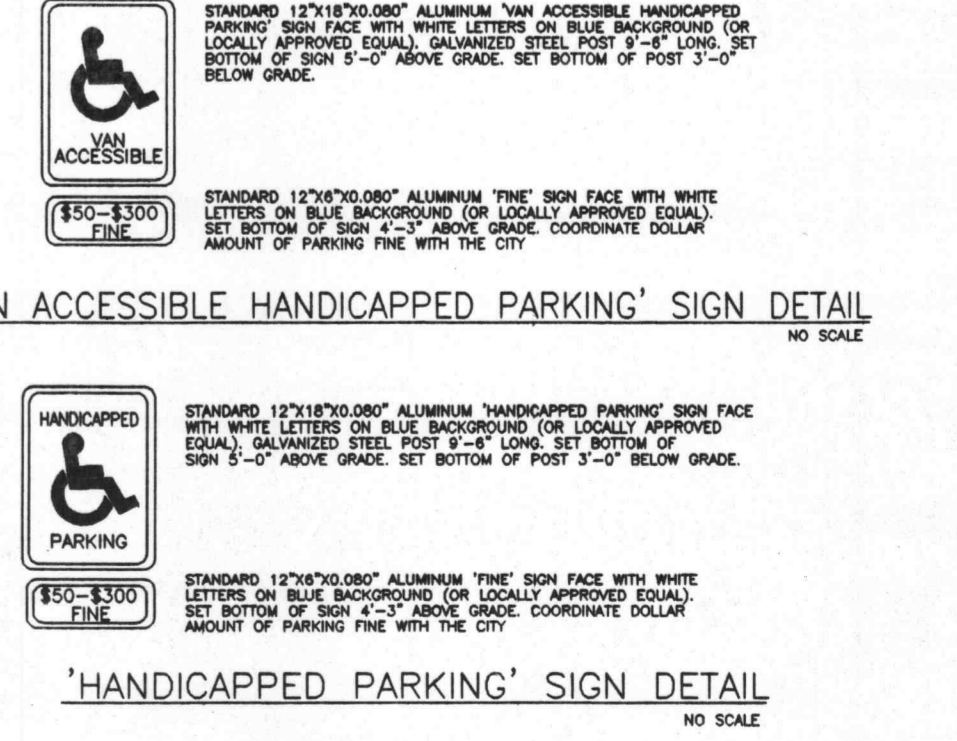 STANDARD 12"X18"X0.080" ALUMINUM 'VAN ACCESSIBLE HANDICAPPED
PARKING' SIGN FACE WITH WHITE LETTERS ON BLUE BACKGROUND (OR
LOCALLY APPROVED EQUAL). GALVANIZED STEEL POST 9'-6" LONG. SET
BOTTOM OF SIGN 5'-0" ABOVE GRADE. SET BOTTOM OF POST 3'-0"
BELOW GRADE.
VAN
ACCESSIBLE
$50-$300
FINE
STANDARD 12"X6"X0.080" ALUMINUM 'FINE' SIGN FACE WITH WHITE
LETTERS ON BLUE BACKGROUND (OR LOCALLY APPROVED EQUAL).
SET BOTTOM OF SIGN 4'-3" ABOVE GRADE. COORDINATE DOLLAR
AMOUNT OF PARKING FINE WITH THE CITY
N ACCESSIBLE HANDICAPPED PARKING' SIGN DETAIL
NO SCALE
HANDICAPPED
PARKING
STANDARD 12"X18"X0.080" ALUMINUM 'HANDICAPPED PARKING' SIGN FACE
WITH WHITE LETTERS ON BLUE BACKGROUND (OR LOCALLY APPROVED
EQUAL). GALVANIZED STEEL POST 9'-6" LONG. SET BOTTOM OF
SIGN 5'-0" ABOVE GRADE. SET BOTTOM OF POST 3'-0" BELOW GRADE.
$50-$300
FINE
STANDARD 12"X6"X0.080" ALUMINUM 'FINE' SIGN FACE WITH WHITE
LETTERS ON BLUE BACKGROUND (OR LOCALLY APPROVED EQUAL).
SET BOTTOM OF SIGN 4'-3" ABOVE GRADE. COORDINATE DOLLAR
AMOUNT OF PARKING FINE WITH THE CITY
'HANDICAPPED PARKING' SIGN DETAIL
NO SCALE